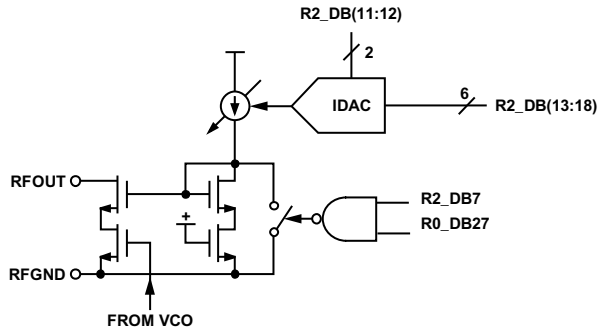 R2_DB(11:12)
2
IDAC
6
R2_DB(13:18)
RFOUT
R2_DB7
+
R0_DB27
RFGND
FROM VCO